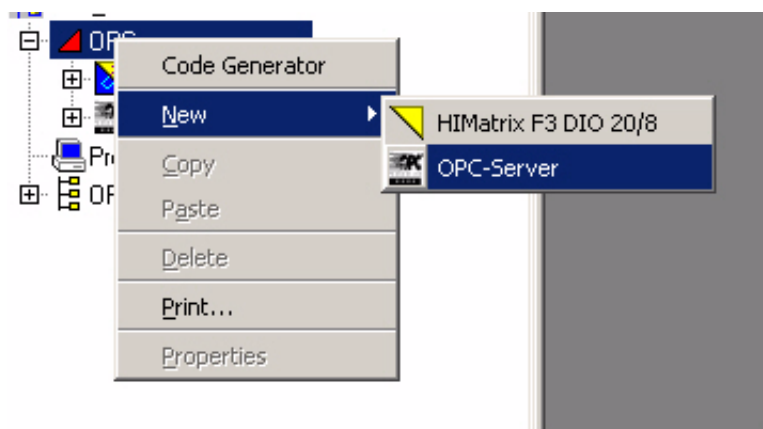 OPC
Code Generator
New
HIMatrix F3 DIO 20/8
OPC-Server
Copy
Paste
Delete
Print...
Properties